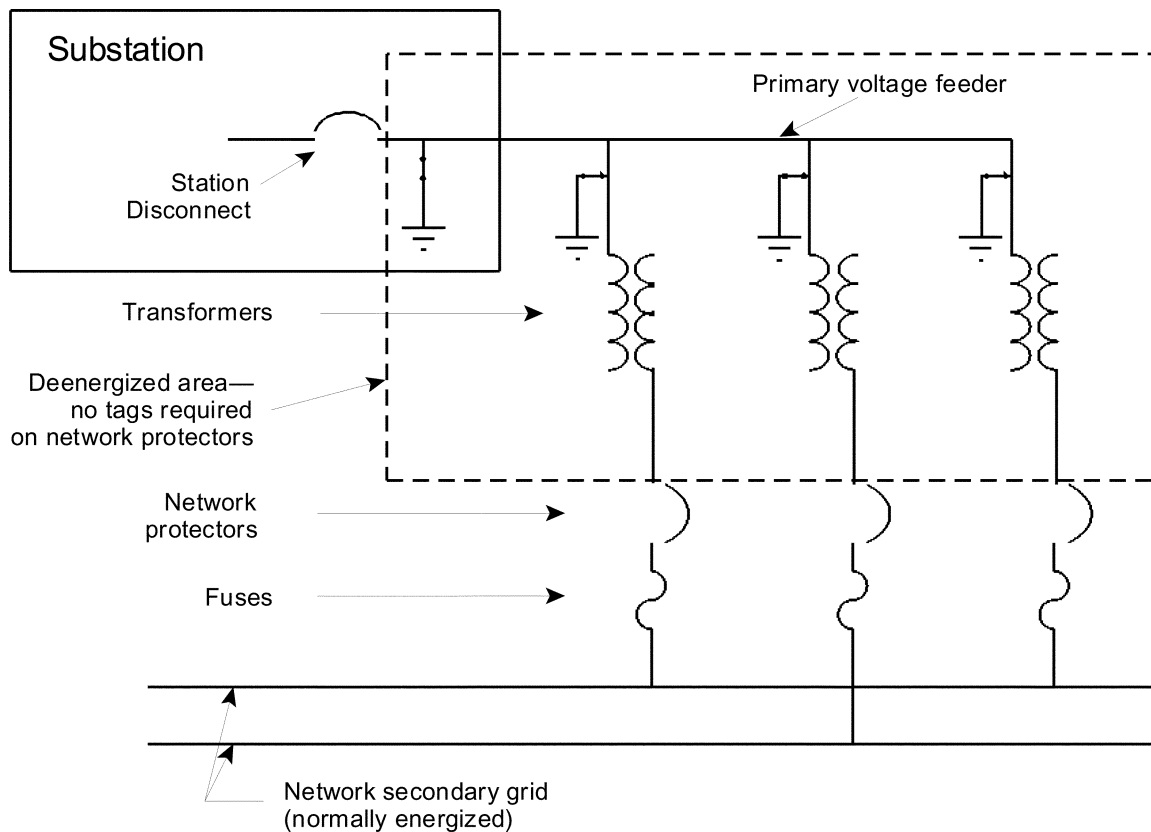 Substation
Primary voltage feeder
Station
Disconnect
Transformers
Deenergized area—
no tags required
on network protectors
Network
protectors
Fuses
Network secondary grid
(normally energized)